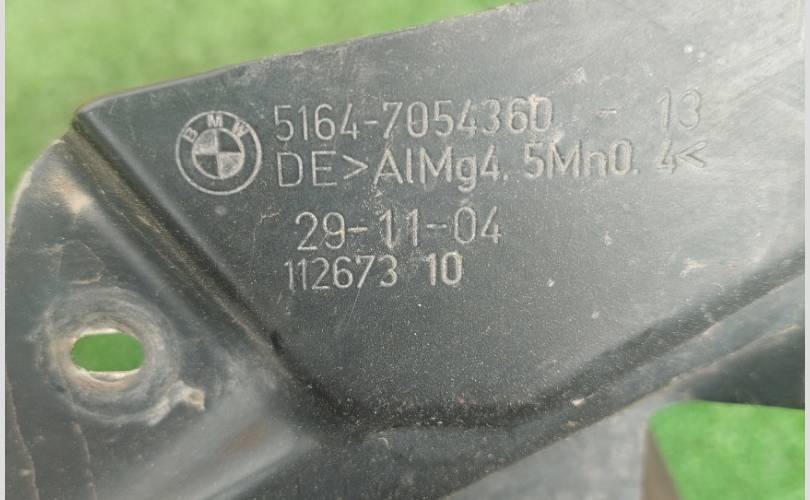 BMW
5164-7054360 - 13
DE>AlMg4.5Mn0.4<
29-11-04
112673 10